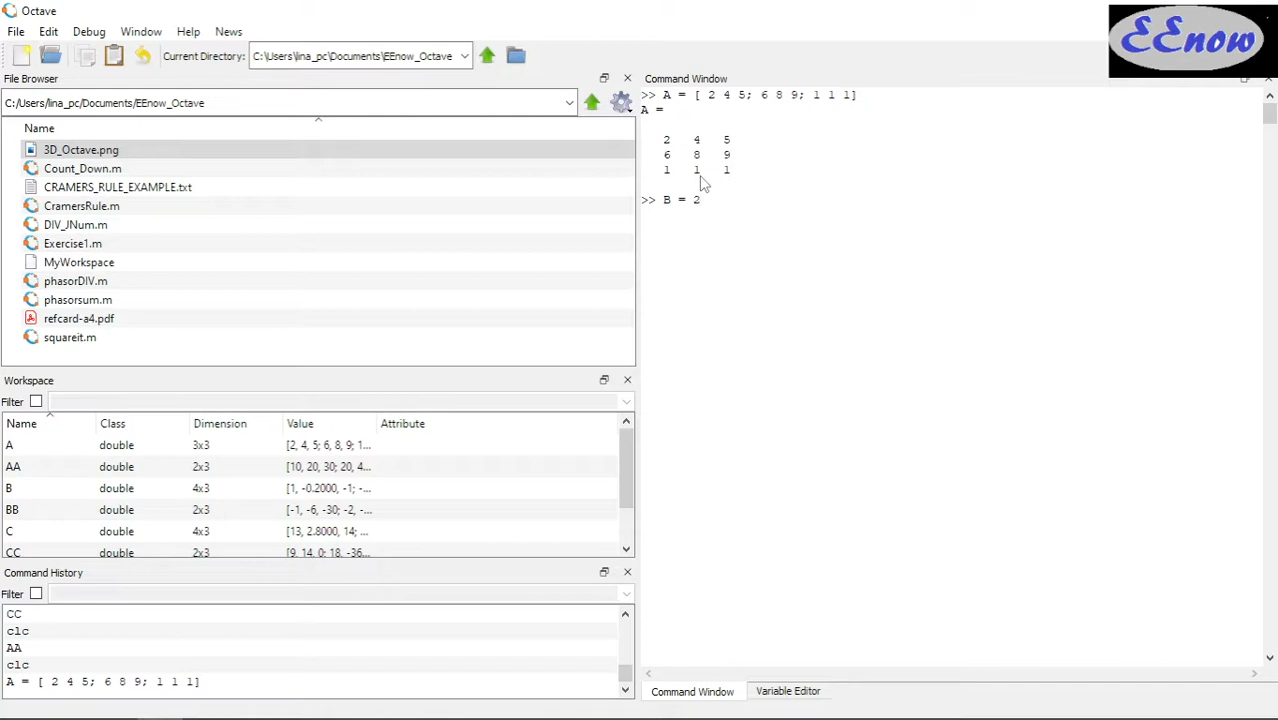 Octave
EEnow
File Edit Debug Window Help News
Current Directory: C:\Users\lina_pc\Documents\EEnow_Octave
File Browser
C:/Users/lina_pc/Documents/EEnow_Octave
Name
3D_Octave.png
Count_Down.m
CRAMERS_RULE_EXAMPLE.txt
CramersRule.m
DIV_JNum.m
Exercise1.m
MyWorkspace
phasorDIV.m
phasorsum.m
refcard-a4.pdf
squareit.m
Workspace
Filter
Name Class Dimension Value Attribute
A double 3x3 [2, 4, 5; 6, 8, 9; 1...
AA double 2x3 [10, 20, 30; 20, 4...
B double 4x3 [1, -0.2000, -1; -...
BB double 2x3 [-1, -6, -30; -2, -...
C double 4x3 [13, 2.8000, 14; ...
CC double 2x3 [9, 14, 0; 18, -36...
Command History
Filter
CC
clc
AA
clc
A = [ 2 4 5; 6 8 9; 1 1 1]
Command Window
>> A = [ 2 4 5; 6 8 9; 1 1 1]
A =
2 4 5
6 8 9
1 1 1
>> B = 2
Command Window Variable Editor